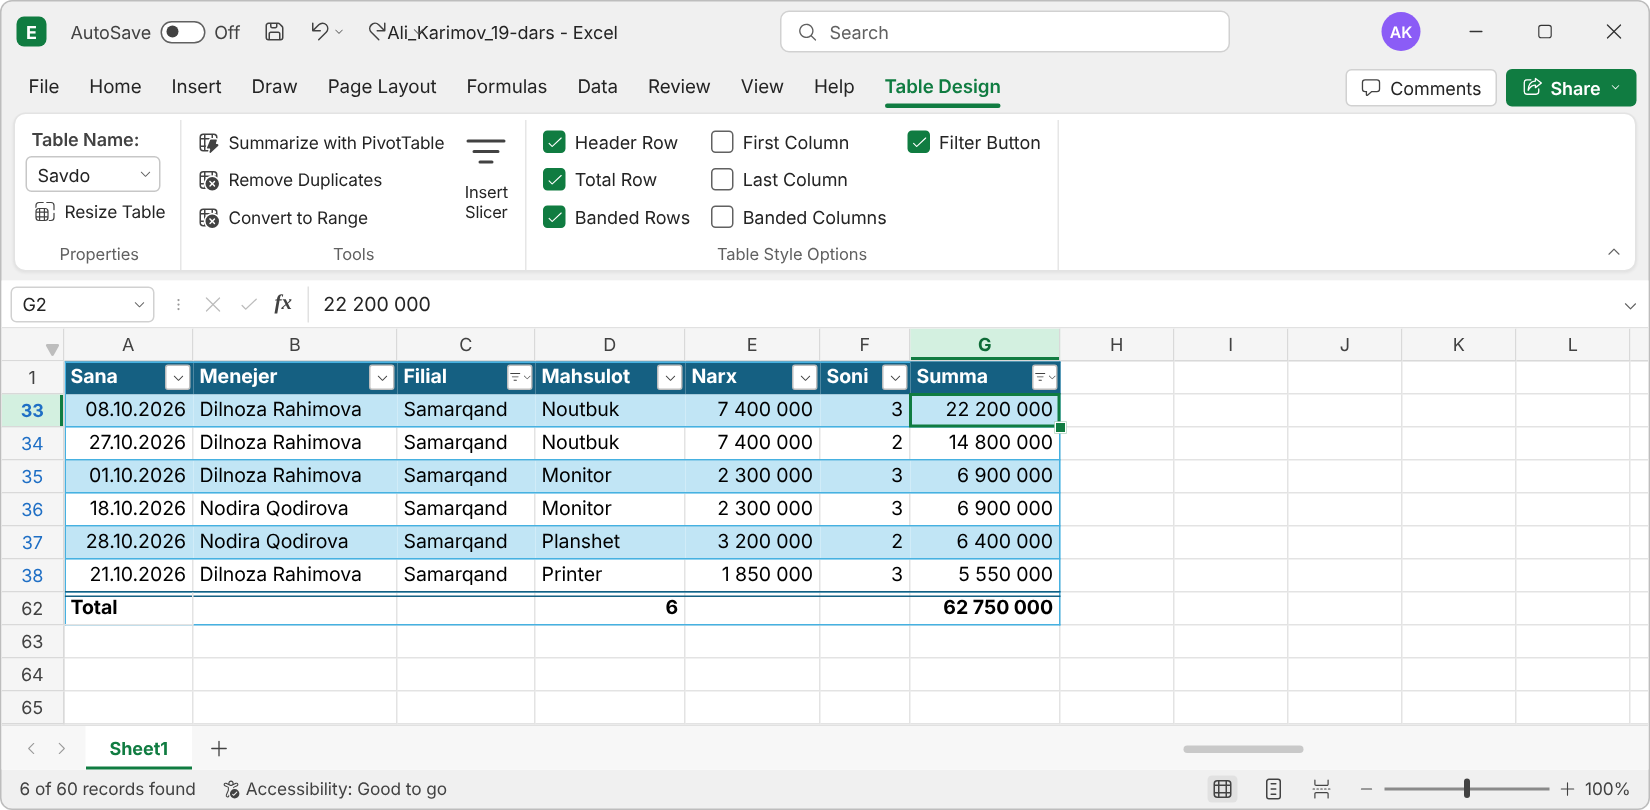 E AutoSave Off Ali_Karimov_19-dars - Excel Search AK
File Home Insert Draw Page Layout Formulas Data Review View Help Table Design Comments Share
Table Name:
Savdo
Resize Table
Properties
Summarize with PivotTable
Remove Duplicates
Convert to Range
Insert
Slicer
Tools
Header Row First Column Filter Button
Total Row Last Column
Banded Rows Banded Columns
Table Style Options
G2 fx 22 200 000
A B C D E F G H I J K L
1 Sana Menejer Filial Mahsulot Narx Soni Summa
33 08.10.2026 Dilnoza Rahimova Samarqand Noutbuk 7 400 000 3 22 200 000
34 27.10.2026 Dilnoza Rahimova Samarqand Noutbuk 7 400 000 2 14 800 000
35 01.10.2026 Dilnoza Rahimova Samarqand Monitor 2 300 000 3 6 900 000
36 18.10.2026 Nodira Qodirova Samarqand Monitor 2 300 000 3 6 900 000
37 28.10.2026 Nodira Qodirova Samarqand Planshet 3 200 000 2 6 400 000
38 21.10.2026 Dilnoza Rahimova Samarqand Printer 1 850 000 3 5 550 000
62 Total 6 62 750 000
63
64
65
Sheet1
6 of 60 records found Accessibility: Good to go 100%